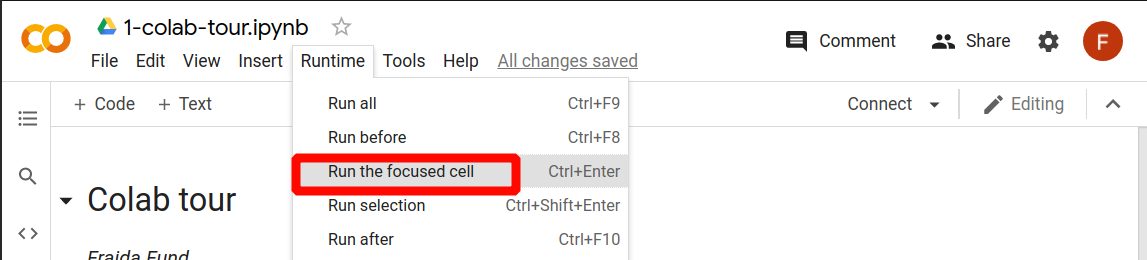 1-colab-tour.ipynb
Comment
Share
F
File Edit View Insert Runtime Tools Help All changes saved
+ Code + Text
Connect
Editing
Run all Ctrl+F9
Run before Ctrl+F8
Run the focused cell Ctrl+Enter
Run selection Ctrl+Shift+Enter
Run after Ctrl+F10
Colab tour
Fraida Fund